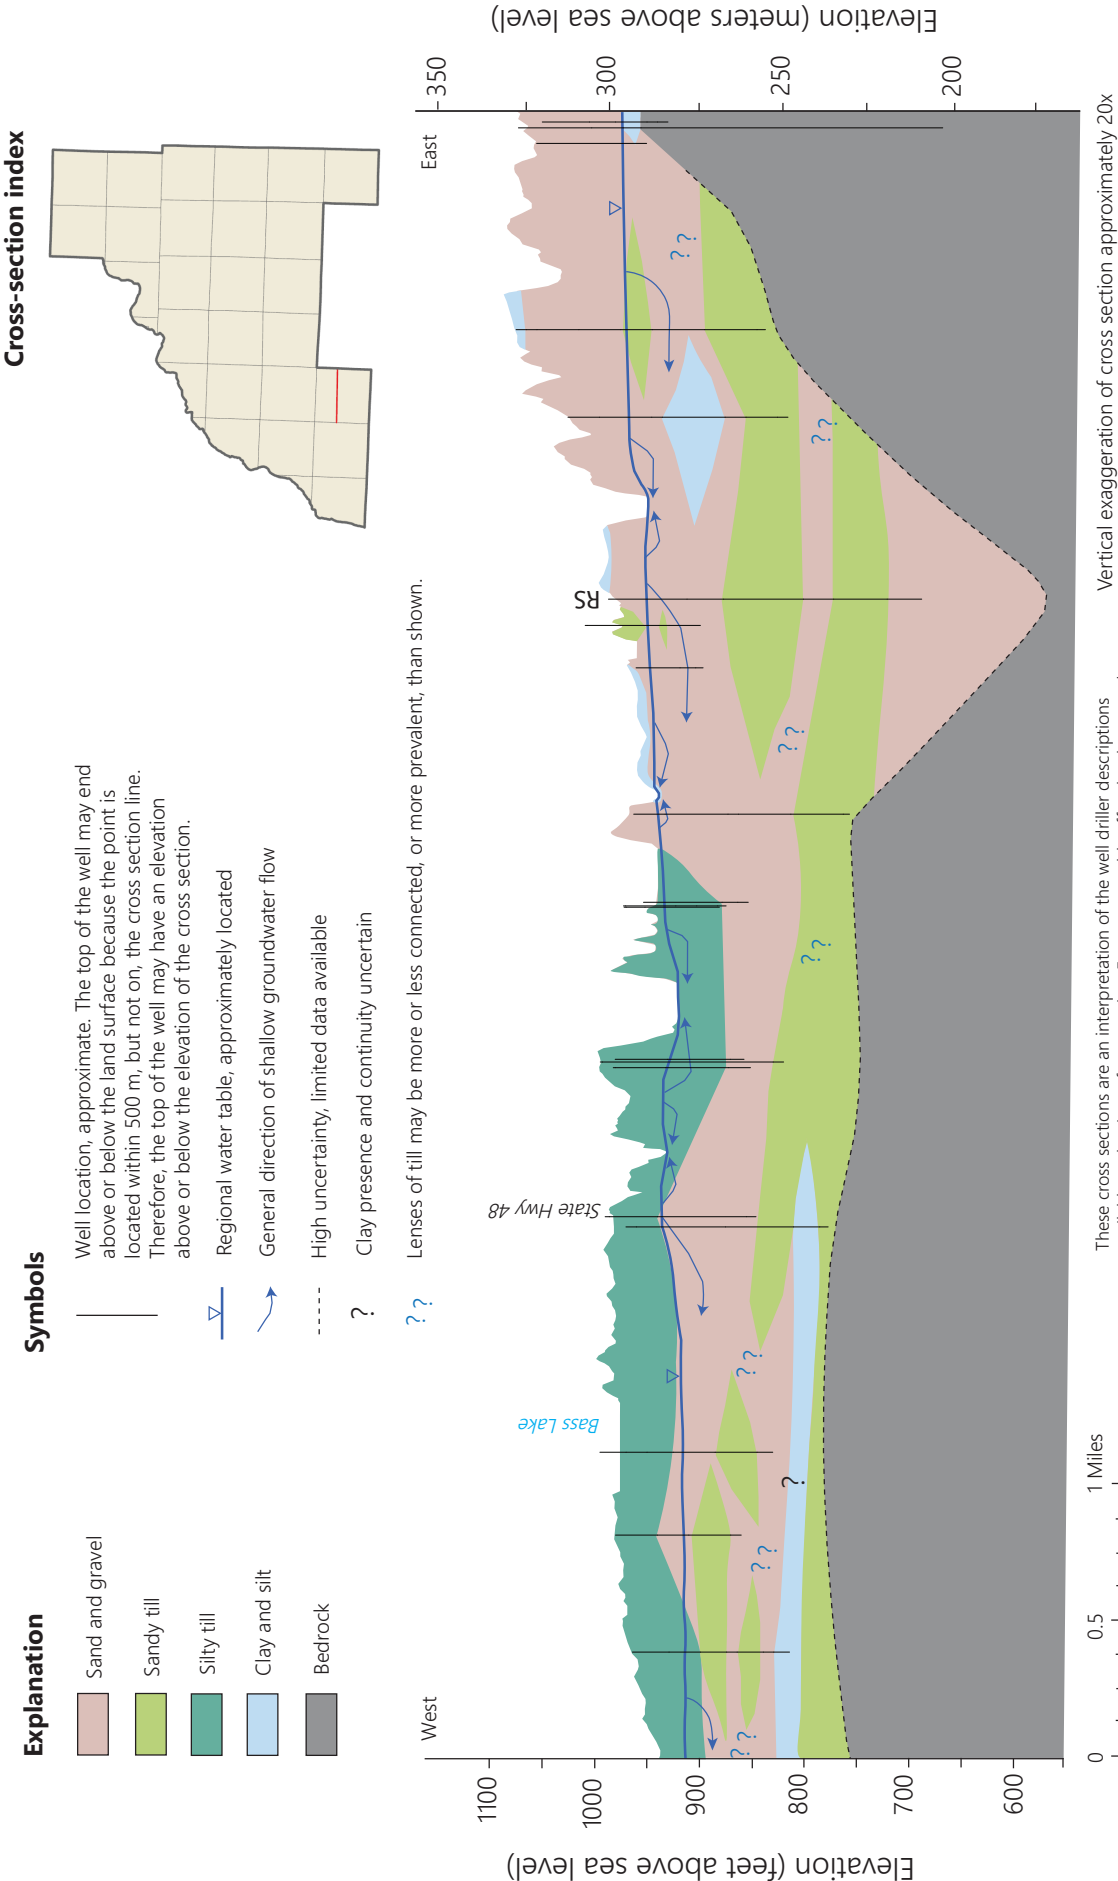 Cross-section index
Explanation
Sand and gravel
Sandy till
Silty till
Clay and silt
Bedrock
Symbols
Well location, approximate. The top of the well may end
above or below the land surface because the point is
located within 500 m, but not on, the cross section line.
Therefore, the top of the well may have an elevation
above or below the elevation of the cross section.
Regional water table, approximately located
General direction of shallow groundwater flow
High uncertainty, limited data available
?
Clay presence and continuity uncertain
? ?
Lenses of till may be more or less connected, or more prevalent, than shown.
West
East
Elevation (feet above sea level)
1100
1000
900
800
700
600
Elevation (meters above sea level)
350
300
250
200
Bass Lake
State Hwy 48
RS
? ?
? ?
? ?
?
? ?
? ?
? ?
? ?
0
0.5
1 Miles
These cross sections are an interpretation of the well driller descriptions
Vertical exaggeration of cross section approximately 20x